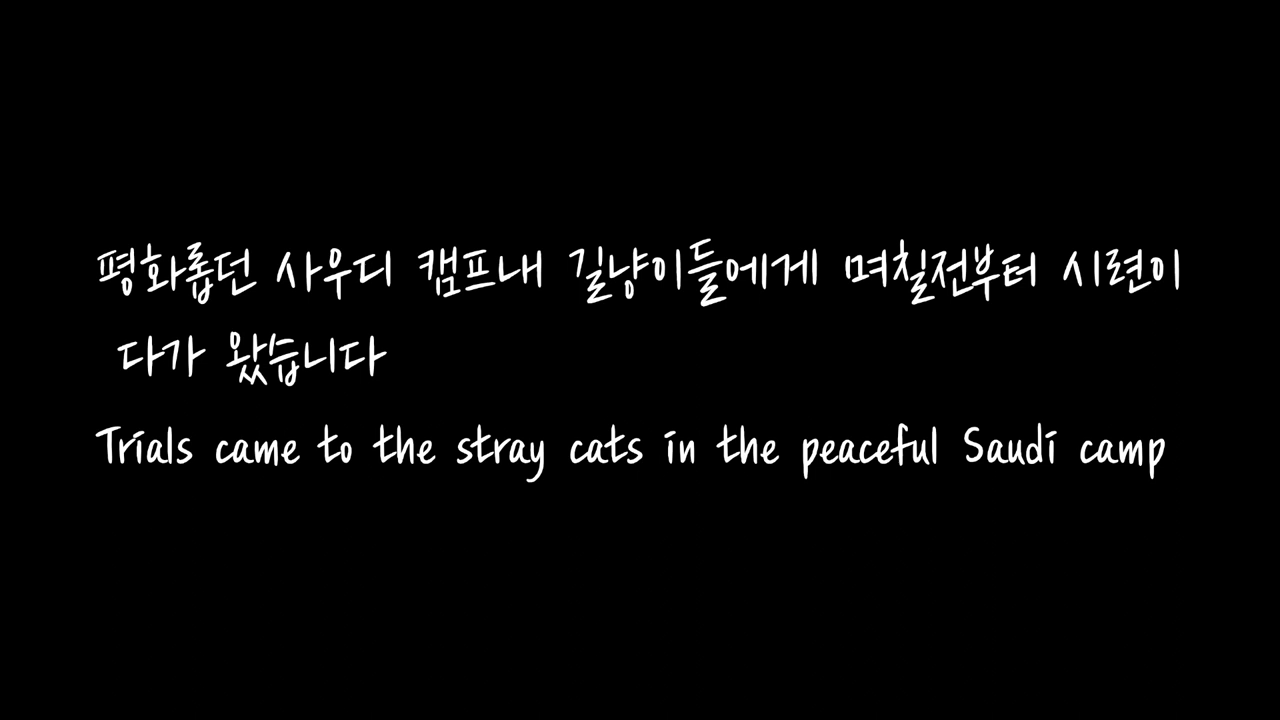 평화롭던 사우디 캠프내 길냥이들에게 며칠전부터 시련이
다가 왔습니다
Trials came to the stray cats in the peaceful Saudi camp